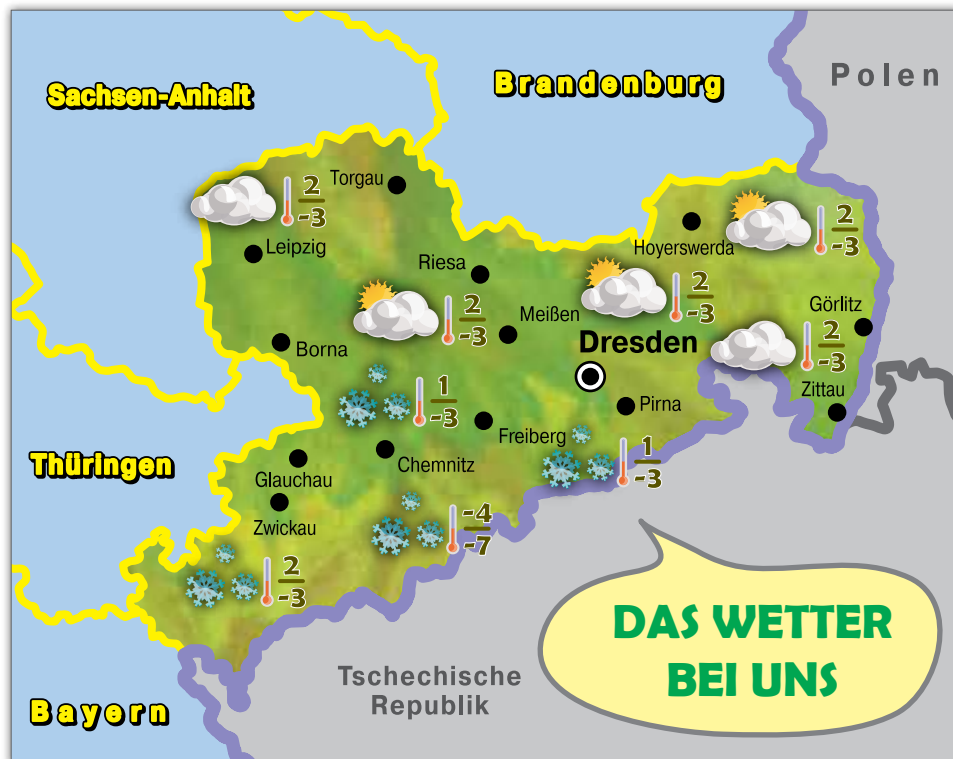 Polen
Brandenburg
Sachsen-Anhalt
Torgau
2
-3
2
-3
Hoyerswerda
Leipzig
Riesa
2
-3
Görlitz
2
-3
Meißen
Dresden
2
-3
Borna
1
-3
Zittau
Pirna
Freiberg
1
-3
Chemnitz
Thüringen
Glauchau
Zwickau
-4
-7
2
-3
DAS WETTER
BEI UNS
Tschechische
Republik
Bayern